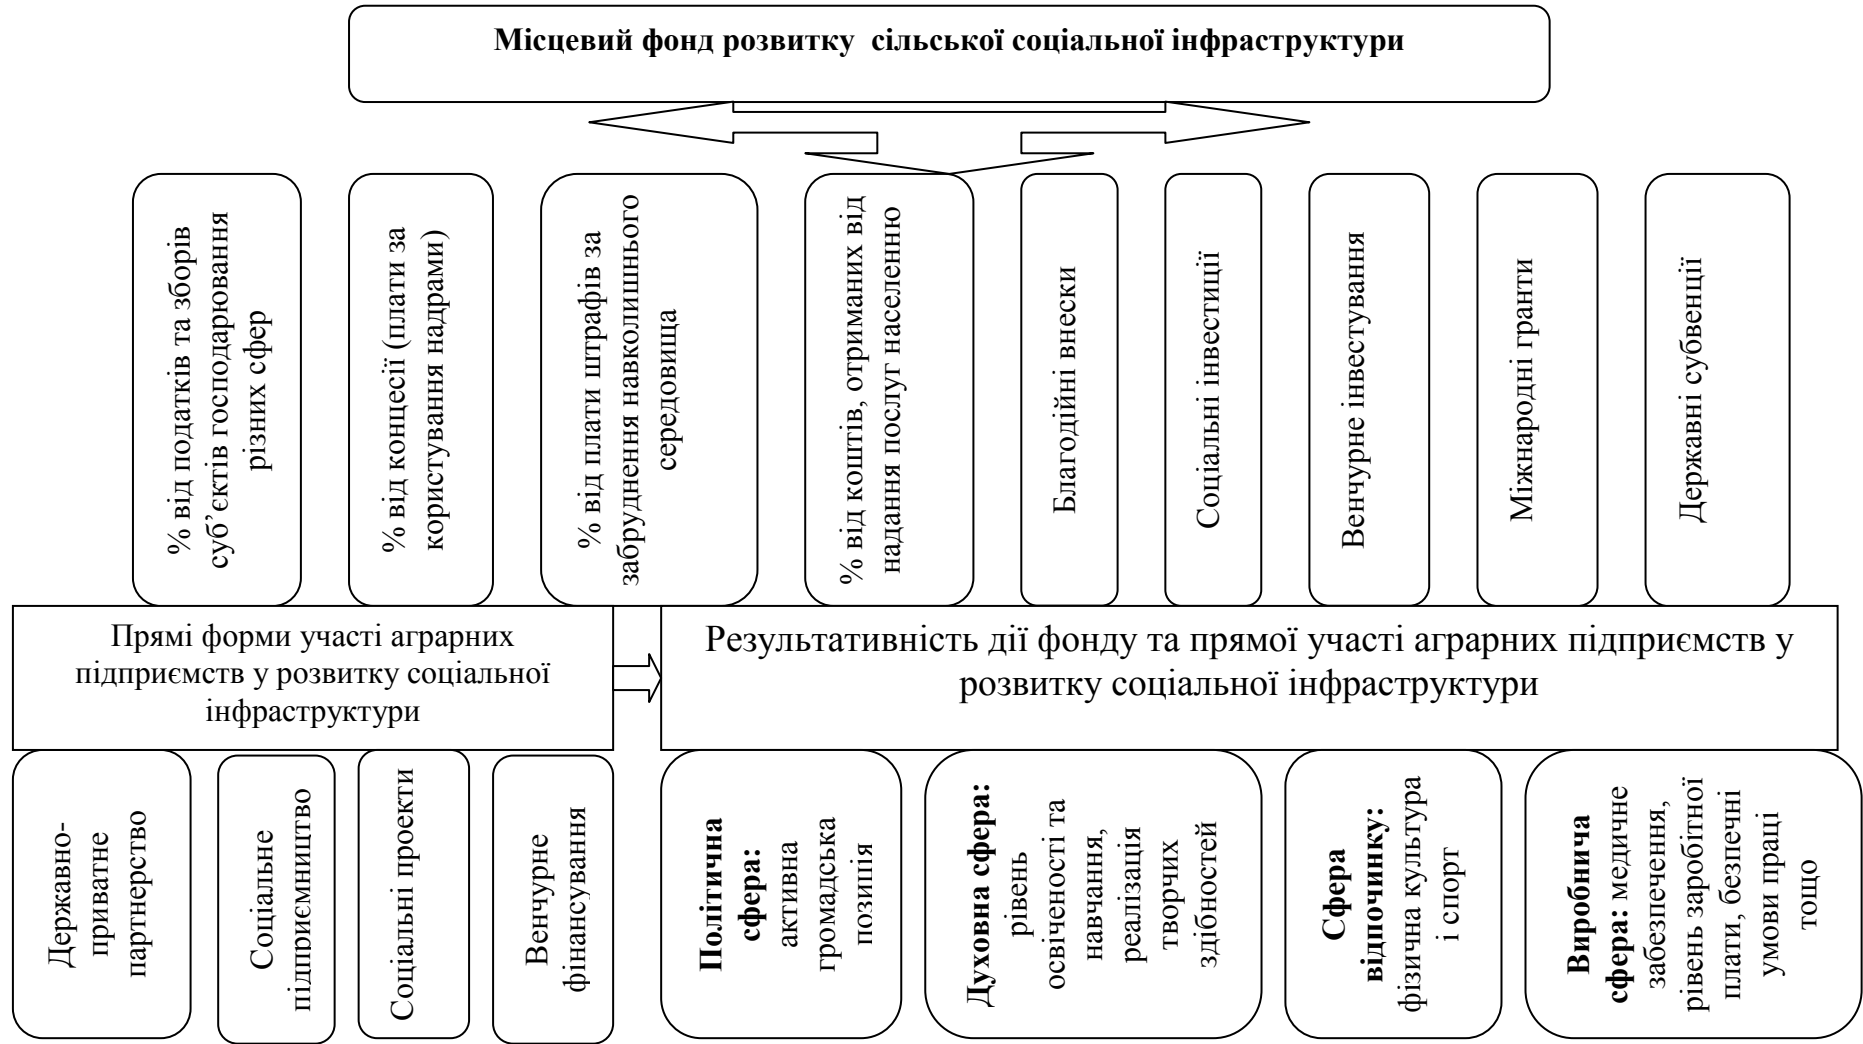 Місцевий фонд розвитку сільської соціальної інфраструктури
% від податків та зборів
суб’єктів господарювання
різних сфер
% від концесії (плати за
користування надрами)
% від плати штрафів за
забруднення навколишнього
середовища
% від коштів, отриманих від
надання послуг населенню
Благодійні внески
Соціальні інвестиції
Венчурне інвестування
Міжнародні гранти
Державні субвенції
Прямі форми участі аграрних
підприємств у розвитку соціальної
інфраструктури
Результативність дії фонду та прямої участі аграрних підприємств у
розвитку соціальної інфраструктури
Державно-
приватне
партнерство
Соціальне
підприємництво
Соціальні проекти
Венчурне
фінансування
Політична
сфера:
активна
громадська
позиція
Духовна сфера:
рівень
освіченості та
навчання,
реалізація
творчих
здібностей
Сфера
відпочинку:
фізична культура
і спорт
Виробнича
сфера: медичне
забезпечення,
рівень заробітної
плати, безпечні
умови праці
тощо